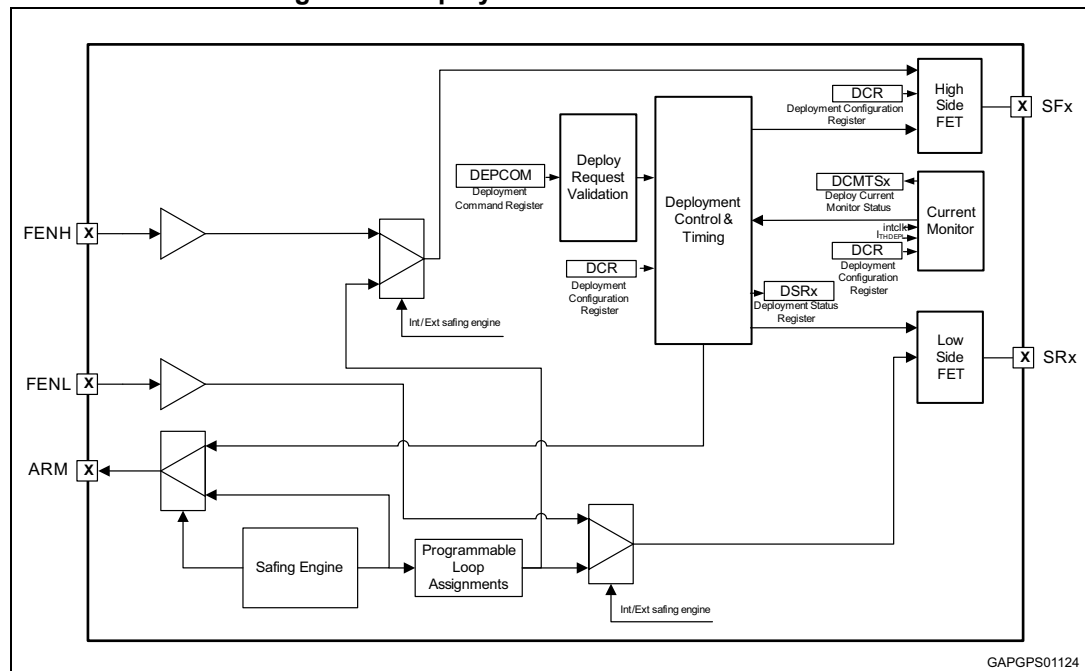 High
Side
FET
X
SFx
DCR
Deployment Configuration
Register
Deploy
Request
Validation
DEPCOM
Deployment
Command Register
Deployment
Control &
Timing
DCMTSx
Deploy Current
Monitor Status
Current
Monitor
intclk
ITHDEPL
DCR
Deployment
Configuration
Register
FENH
X
DCR
Deployment
Configuration
Register
DSRx
Deployment Status
Register
Int/Ext safing engine
Low
Side
FET
X
SRx
FENL
X
ARM
X
Safing Engine
Programmable
Loop
Assignments
Int/Ext safing engine
GAPGPS01124